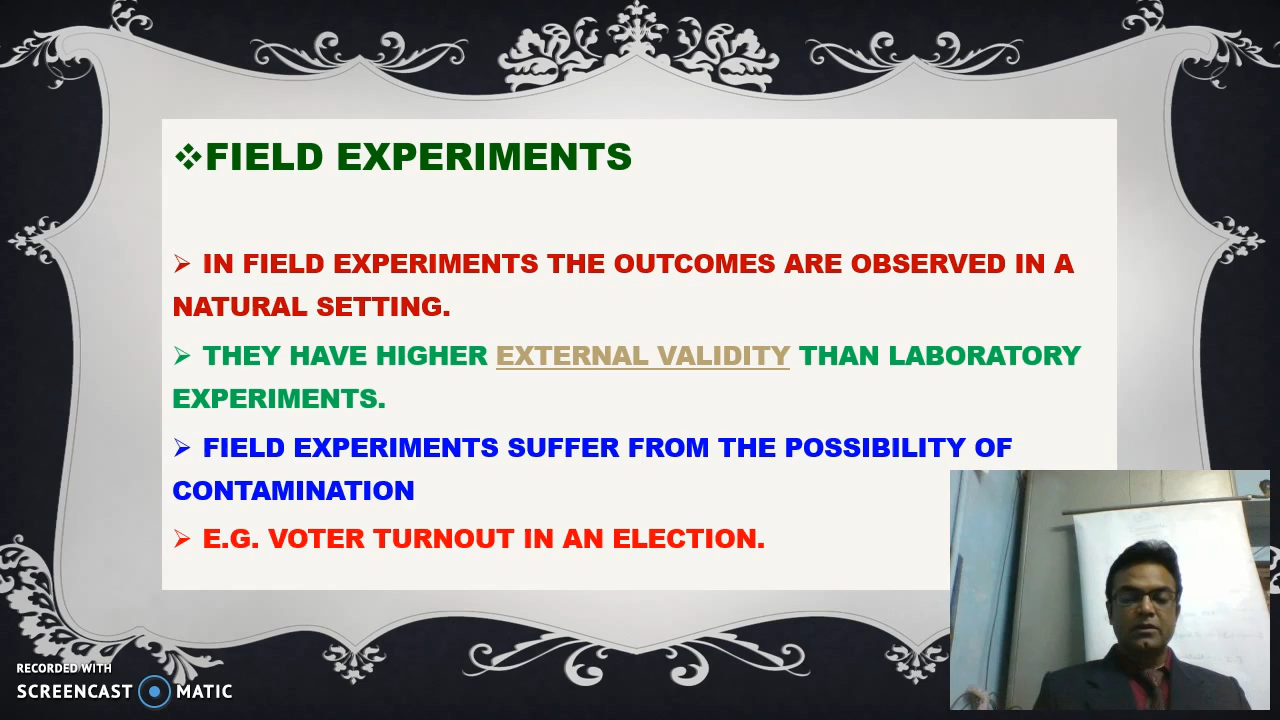 ❖FIELD EXPERIMENTS
➢ IN FIELD EXPERIMENTS THE OUTCOMES ARE OBSERVED IN A
NATURAL SETTING.
➢ THEY HAVE HIGHER EXTERNAL VALIDITY THAN LABORATORY
EXPERIMENTS.
➢ FIELD EXPERIMENTS SUFFER FROM THE POSSIBILITY OF
CONTAMINATION
➢ E.G. VOTER TURNOUT IN AN ELECTION.
RECORDED WITH
SCREENCAST MATIC